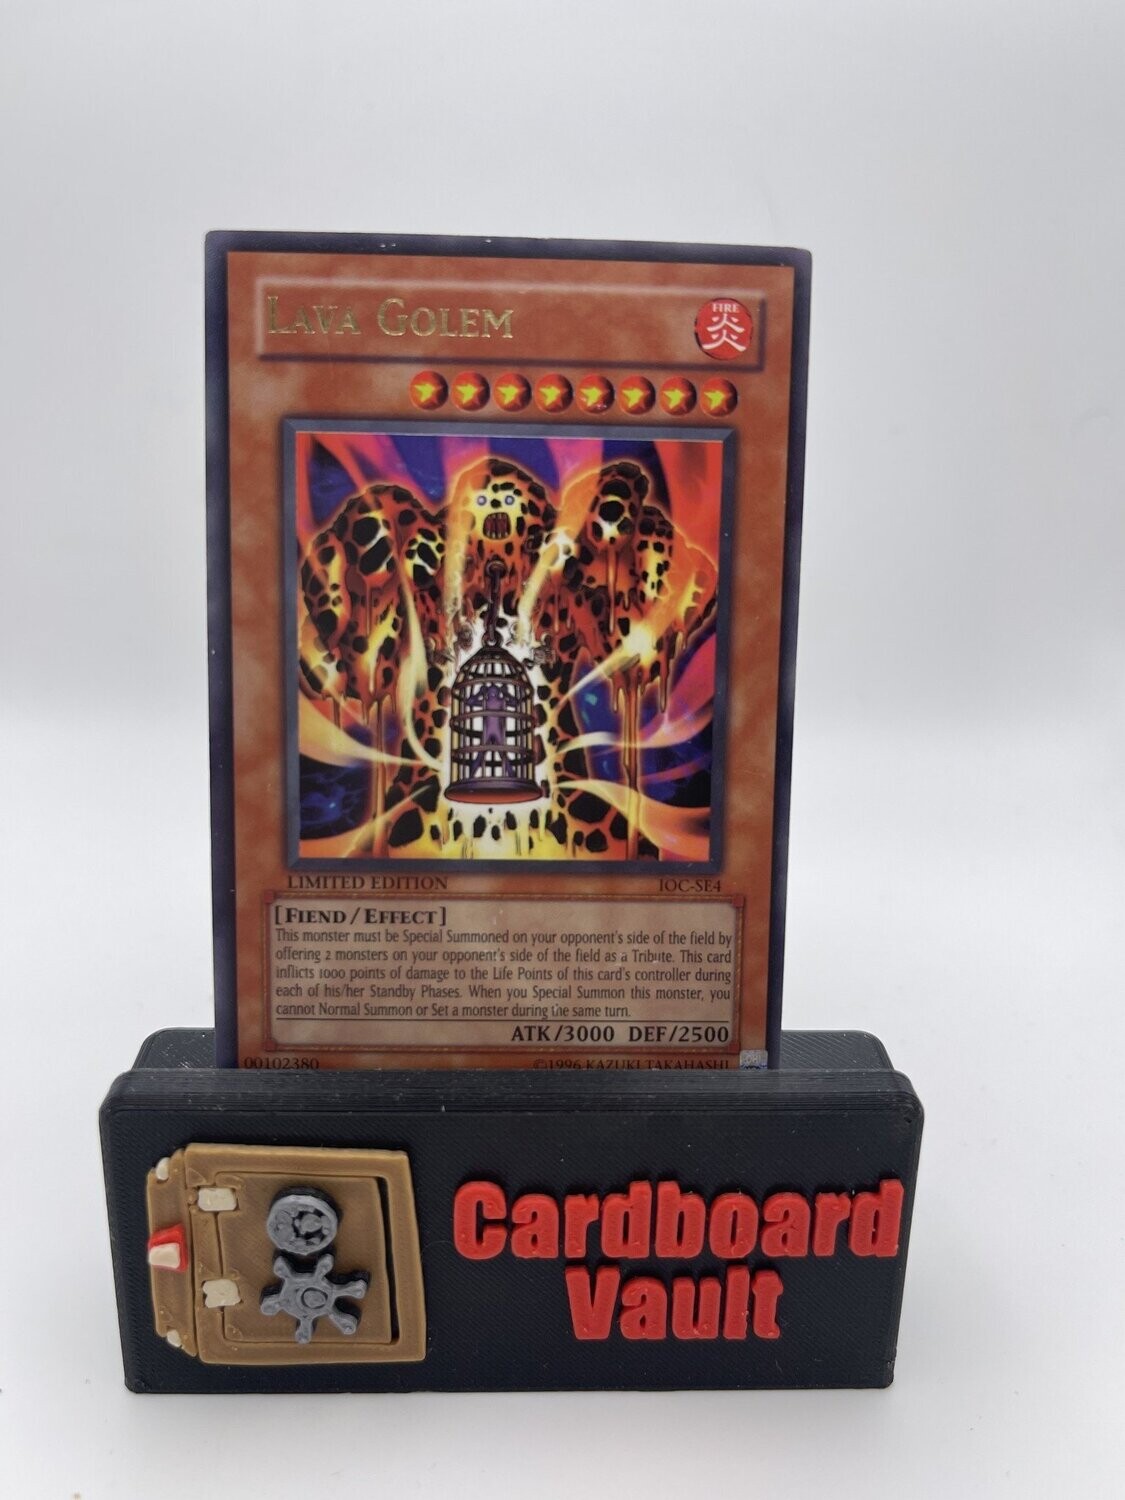 LAVA GOLEM
FIRE
炎
LIMITED EDITION IOC-SE4
[FIEND/EFFECT]
This monster must be Special Summoned on your opponent's side of the field by
offering 2 monsters on your opponent's side of the field as a Tribute. This card
inflicts 1000 points of damage to the Life Points of this card's controller during
each of his/her Standby Phases. When you Special Summon this monster, you
cannot Normal Summon or Set a monster during the same turn.
ATK/3000 DEF/2500
00102380 ©1996 KAZUKI TAKAHASHI
Cardboard
Vault